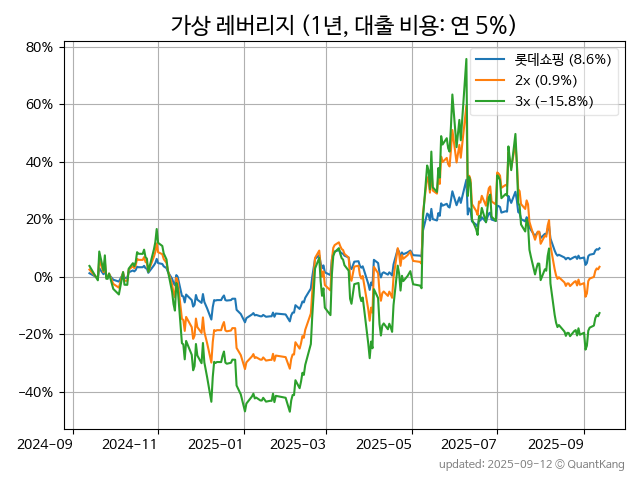 가상 레버리지 (1년, 대출 비용: 연 5%)
80%
60%
40%
20%
0%
−20%
−40%
롯데쇼핑 (8.6%)
2x (0.9%)
3x (−15.8%)
2024-09
2024-11
2025-01
2025-03
2025-05
2025-07
2025-09
updated: 2025-09-12 © QuantKang